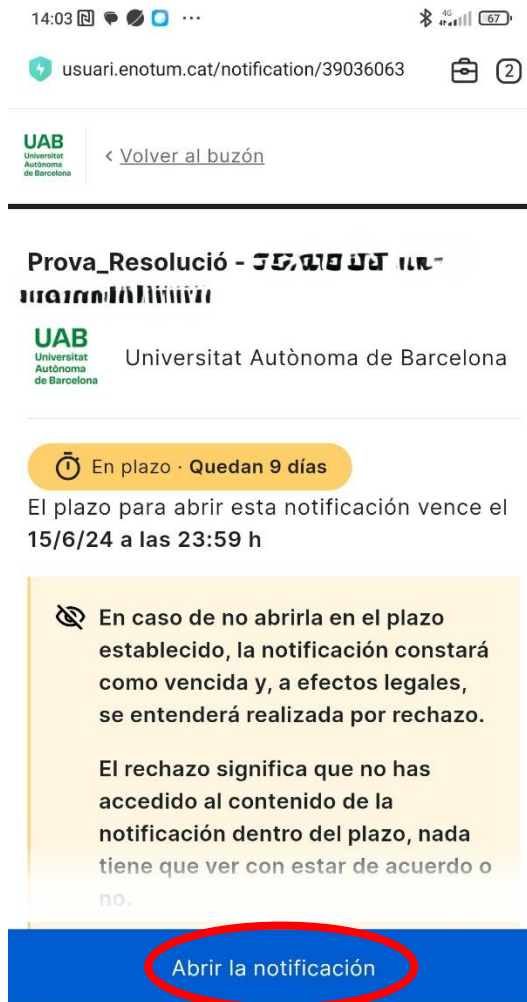 14:03
4G
67
usuari.enotum.cat/notification/39036063
2
UAB
Universitat
Autònoma
de Barcelona
< Volver al buzón
Prova_Resolució -
UAB
Universitat
Autònoma
de Barcelona
Universitat Autònoma de Barcelona
En plazo · Quedan 9 días
El plazo para abrir esta notificación vence el
15/6/24 a las 23:59 h
En caso de no abrirla en el plazo
establecido, la notificación constará
como vencida y, a efectos legales,
se entenderá realizada por rechazo.
El rechazo significa que no has
accedido al contenido de la
notificación dentro del plazo, nada
tiene que ver con estar de acuerdo o
no.
Abrir la notificación